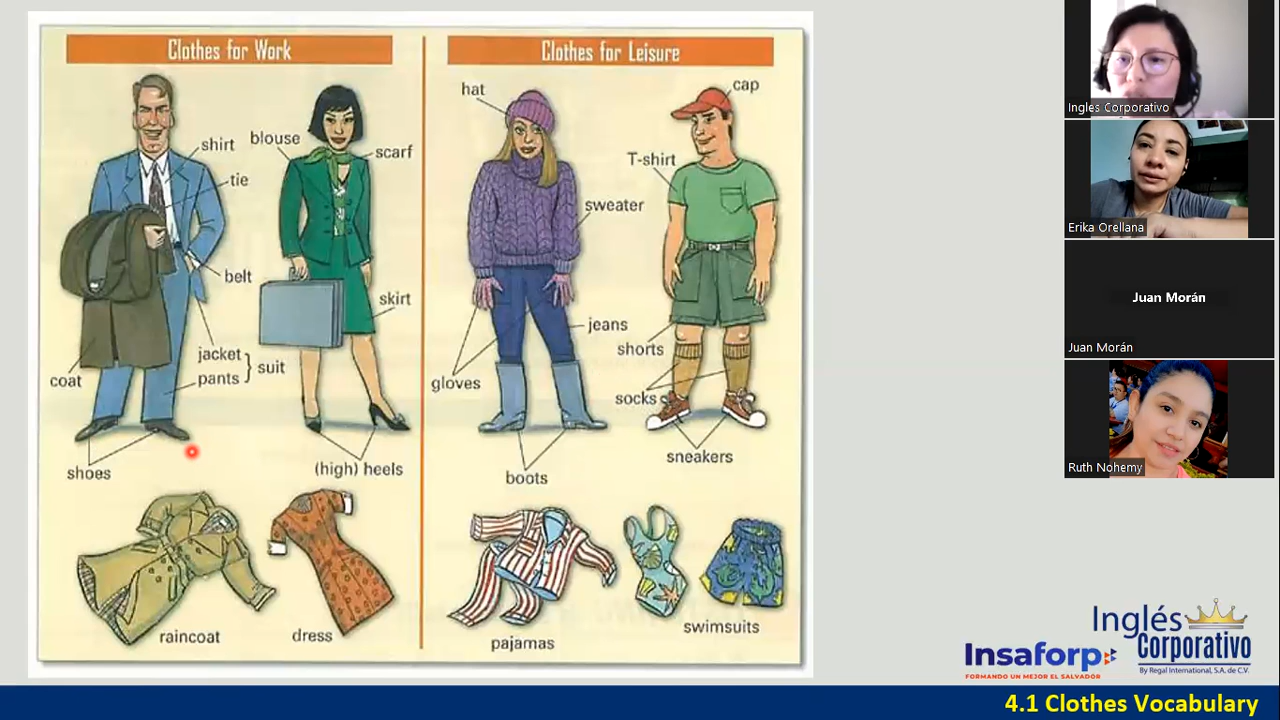 Clothes for Work
Clothes for Leisure
shirt
blouse
scarf
tie
belt
skirt
jacket
pants
suit
coat
shoes
(high) heels
raincoat
dress
hat
cap
T-shirt
sweater
jeans
shorts
gloves
socks
sneakers
boots
pajamas
swimsuits
Ingles Corporativo
Erika Orellana
Juan Morán
Juan Morán
Ruth Nohemy
Inglés
Corporativo
By Regal International, S.A. de C.V.
Insaforp
FORMANDO UN MEJOR EL SALVADOR
4.1 Clothes Vocabulary